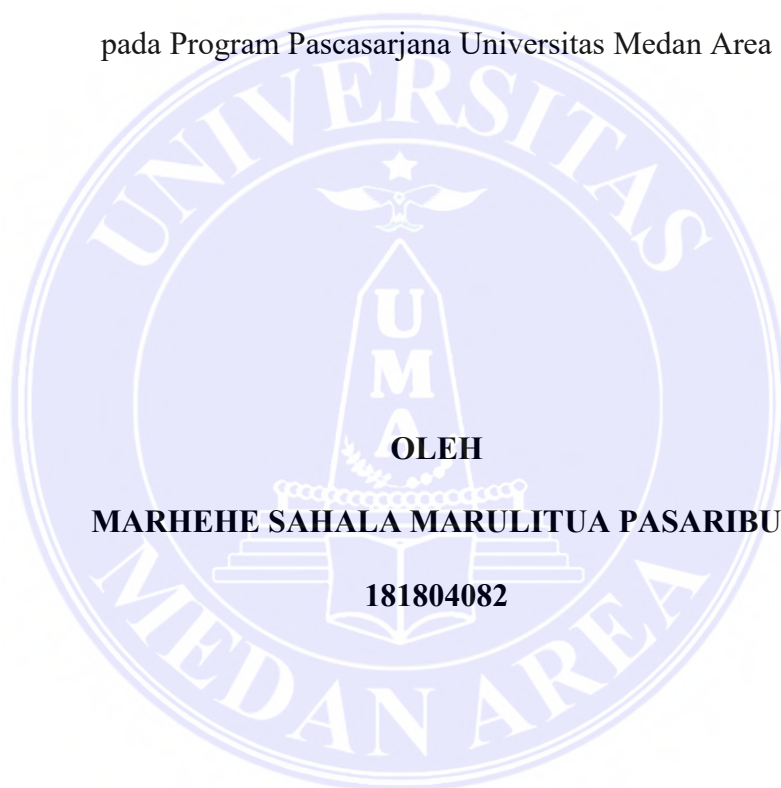 pada Program Pascasarjana Universitas Medan Area
UNIVERSITAS
U
M
A
OLEH
MARHEHE SAHALA MARULITUA PASARIBU
181804082
MEDAN AREA